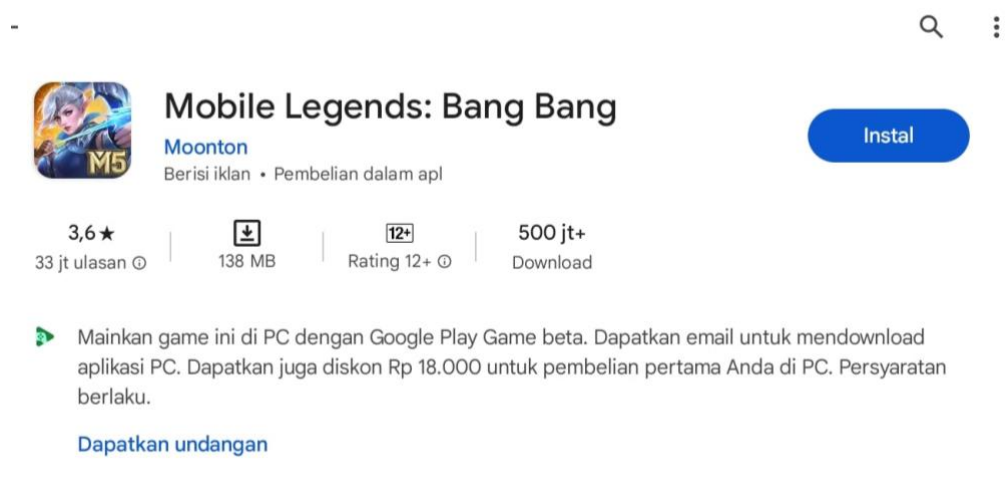 Mobile Legends: Bang Bang
Moonton
Berisi iklan • Pembelian dalam apl
Instal
M5
3,6★
33 jt ulasan
138 MB
12+
Rating 12+
500 jt+
Download
Mainkan game ini di PC dengan Google Play Game beta. Dapatkan email untuk mendownload
aplikasi PC. Dapatkan juga diskon Rp 18.000 untuk pembelian pertama Anda di PC. Persyaratan
berlaku.
Dapatkan undangan